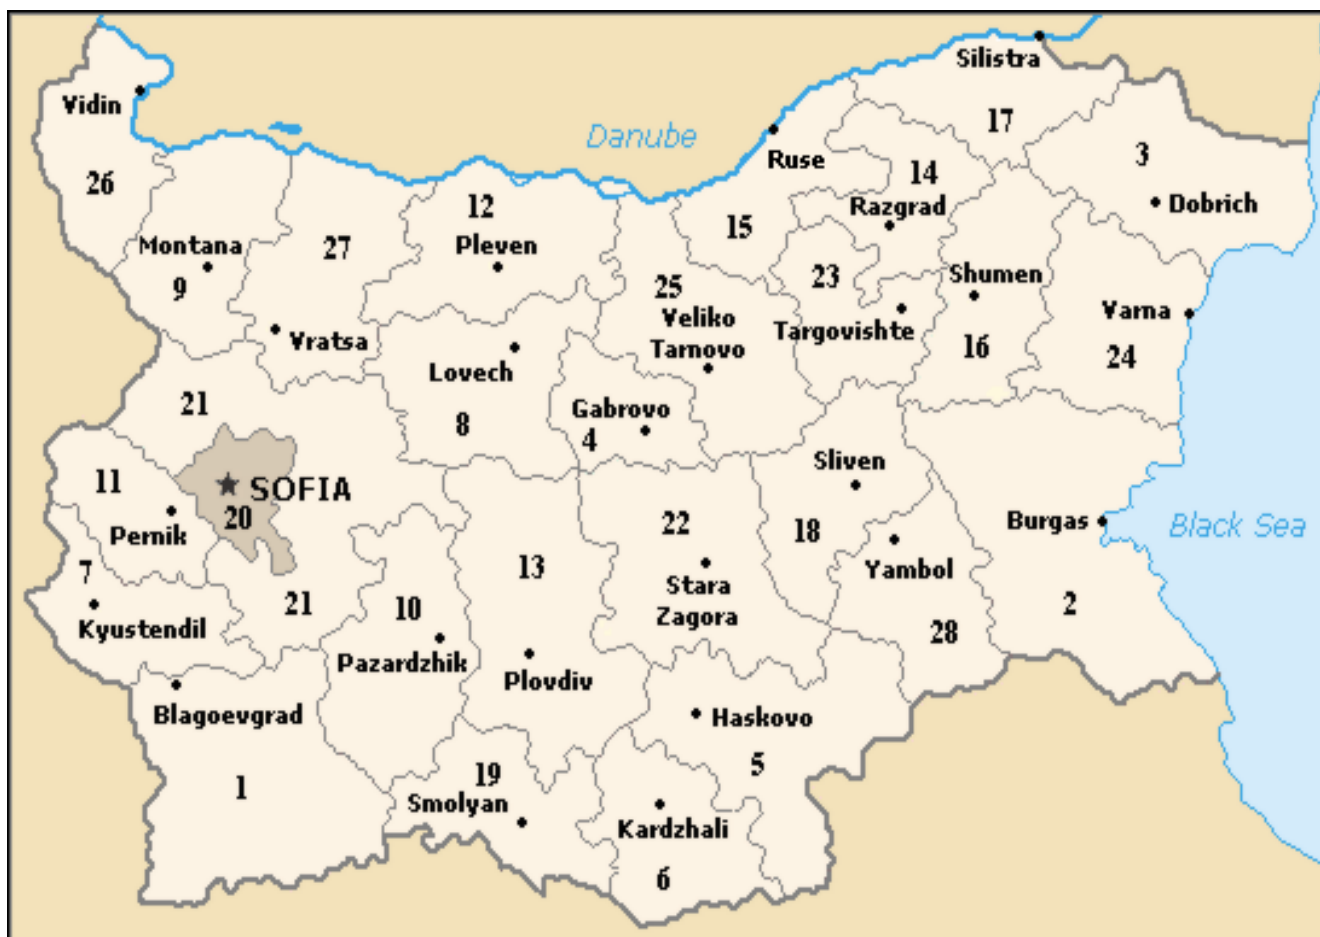 Silistra
Vidin
17
Danube
Ruse
3
14
26
12
Razgrad
Dobrich
15
Montana
27
Pleven
9
25
23
Shumen
Veliko
Tarnovo
Targovishte
Varna
Vratsa
16
24
Lovech
21
Gabrovo
8
4
Sliven
11
SOFIA
20
Pernik
22
18
Burgas
Black Sea
7
13
Yambol
Stara
Zagora
21
10
2
Kyustendil
28
Pazardzhik
Plovdiv
Blagoevgrad
Haskovo
5
1
19
Smolyan
Kardzhali
6